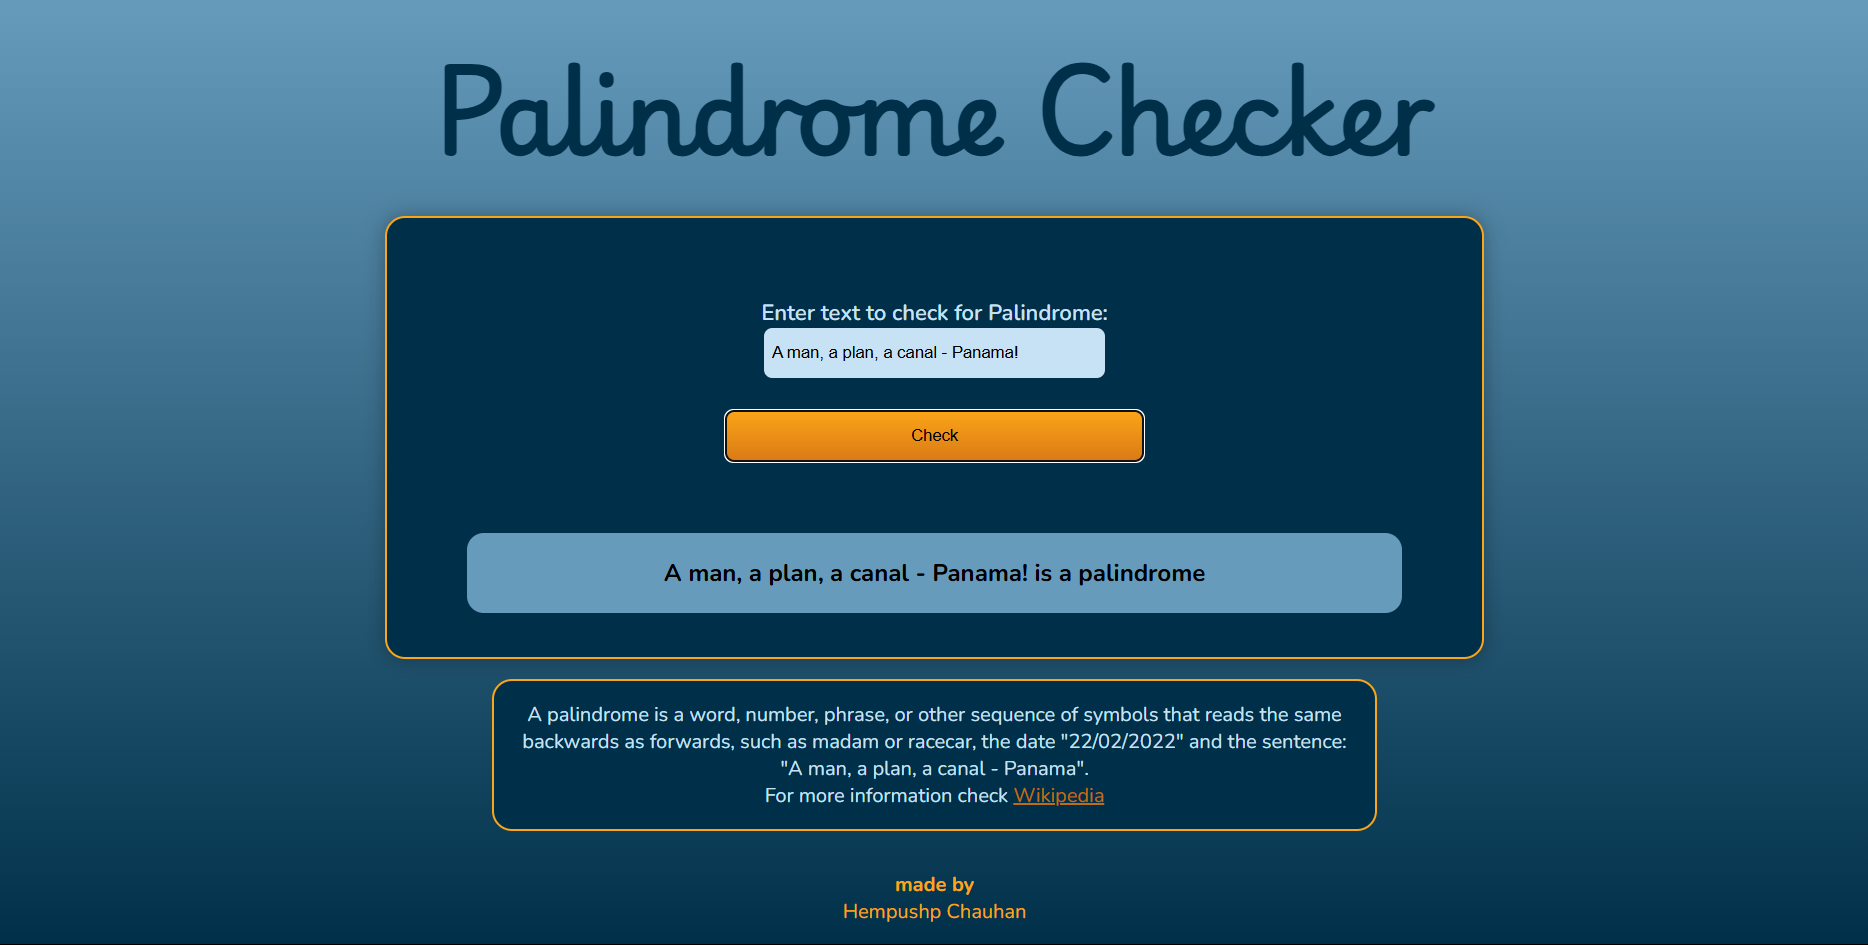 Palindrome Checker
Enter text to check for Palindrome:
A man, a plan, a canal - Panama!
Check
A man, a plan, a canal - Panama! is a palindrome
A palindrome is a word, number, phrase, or other sequence of symbols that reads the same
backwards as forwards, such as madam or racecar, the date "22/02/2022" and the sentence:
"A man, a plan, a canal - Panama".
For more information check Wikipedia
made by
Hempushp Chauhan